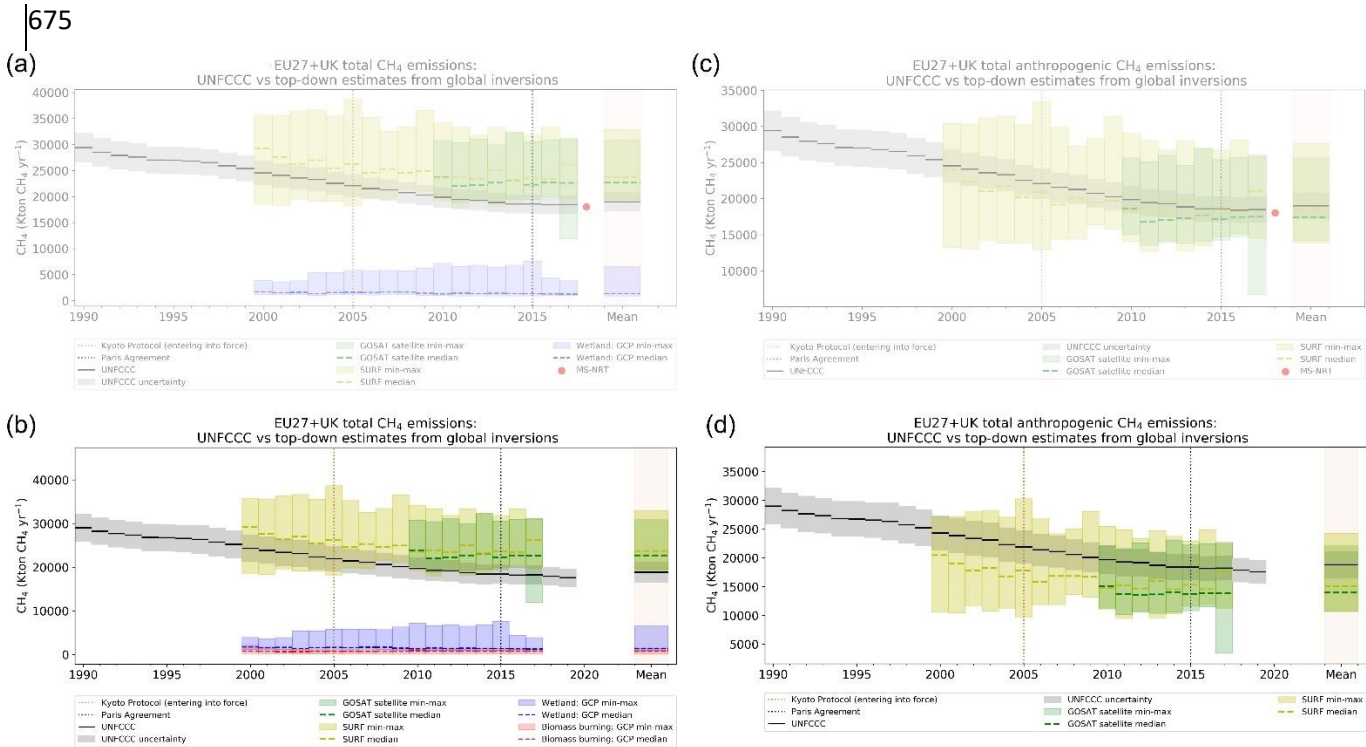 675
(a)
EU27+UK total CH₄ emissions:
UNFCCC vs top-down estimates from global inversions
CH₄ (Kton CH₄ yr⁻¹)
40000
35000
30000
25000
20000
15000
10000
5000
0
1990
1995
2000
2005
2010
2015
Mean
Kyoto Protocol (entering into force)
Paris Agreement
UNFCCC
UNFCCC uncertainty
GOSAT satellite min-max
GOSAT satellite median
SURF min-max
SURF median
Wetland: GCP min-max
Wetland: GCP median
MS-NRT
(c)
EU27+UK total anthropogenic CH₄ emissions:
UNFCCC vs top-down estimates from global inversions
CH₄ (Kton CH₄ yr⁻¹)
35000
30000
25000
20000
15000
10000
1990
1995
2000
2005
2010
2015
Mean
Kyoto Protocol (entering into force)
Paris Agreement
UNFCCC
UNFCCC uncertainty
GOSAT satellite min-max
GOSAT satellite median
SURF min-max
SURF median
MS-NRT
(b)
EU27+UK total CH₄ emissions:
UNFCCC vs top-down estimates from global inversions
CH₄ (Kton CH₄ yr⁻¹)
40000
30000
20000
10000
0
1990
1995
2000
2005
2010
2015
2020
Mean
Kyoto Protocol (entering into force)
Paris Agreement
UNFCCC
UNFCCC uncertainty
GOSAT satellite min-max
GOSAT satellite median
SURF min-max
SURF median
Wetland: GCP min-max
Wetland: GCP median
Biomass burning: GCP min-max
Biomass burning: GCP median
(d)
EU27+UK total anthropogenic CH₄ emissions:
UNFCCC vs top-down estimates from global inversions
CH₄ (Kton CH₄ yr⁻¹)
35000
30000
25000
20000
15000
10000
5000
1990
1995
2000
2005
2010
2015
2020
Mean
Kyoto Protocol (entering into force)
Paris Agreement
UNFCCC
UNFCCC uncertainty
GOSAT satellite min-max
GOSAT satellite median
SURF min-max
SURF median